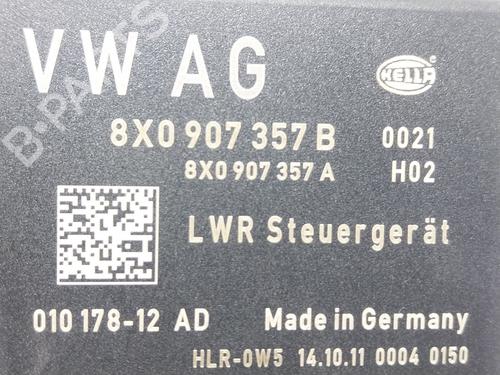 VW AG HELLA
8X0 907 357 B 0021
8X0 907 357 A H02
LWR Steuergerät
010 178-12 AD Made in Germany
HLR-0W5 14.10.11 0004 0150
B-PARTS